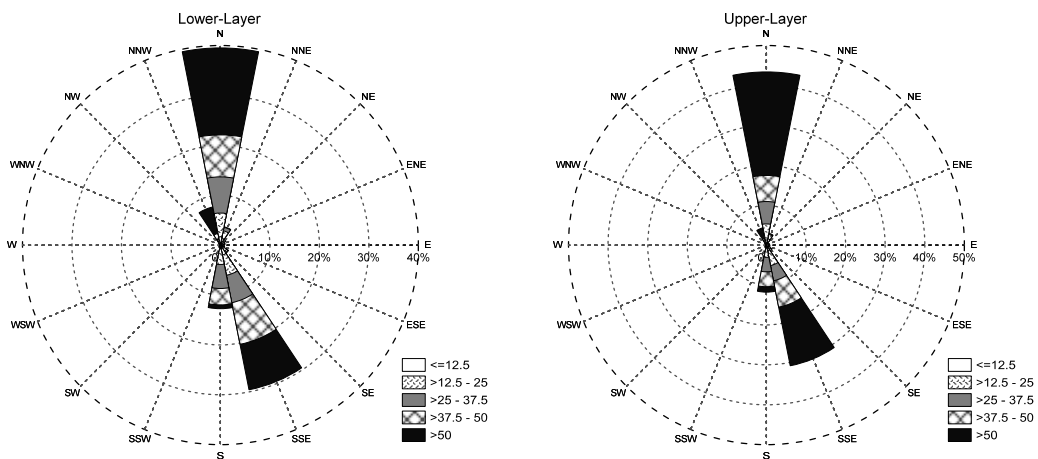 Lower-Layer
N
NNW
NNE
NW
NE
WNW
ENE
W
0
10%
20%
30%
40%
E
WSW
ESE
SW
SE
SSW
SSE
S
<=12.5
>12.5 - 25
>25 - 37.5
>37.5 - 50
>50
Upper-Layer
N
NNW
NNE
NW
NE
WNW
ENE
W
10%
20%
30%
40%
50%
E
WSW
ESE
SW
SE
SSW
SSE
S
<=12.5
>12.5 - 25
>25 - 37.5
>37.5 - 50
>50